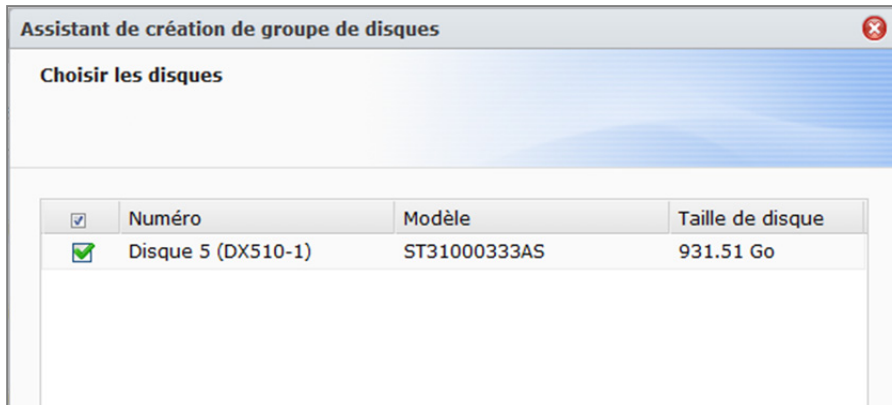 Assistant de création de groupe de disques
Choisir les disques
Numéro Modèle Taille de disque
Disque 5 (DX510-1) ST31000333AS 931.51 Go